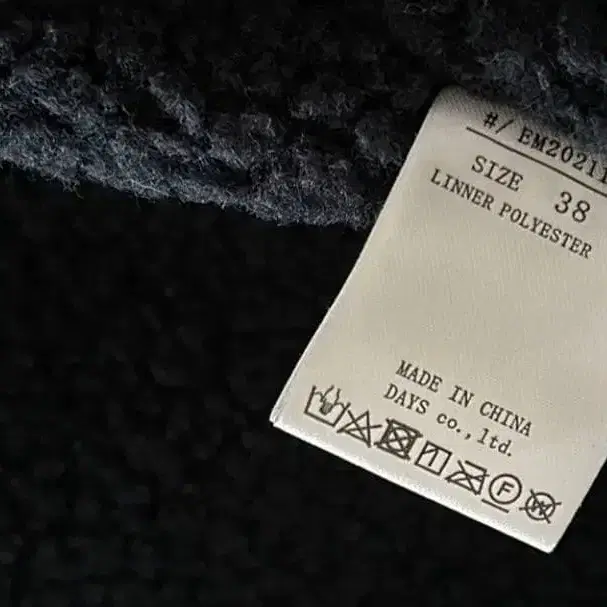 #/ EM20211
SIZE 38
LINNER POLYESTER
MADE IN CHINA
DAYS co.,ltd.
F
W